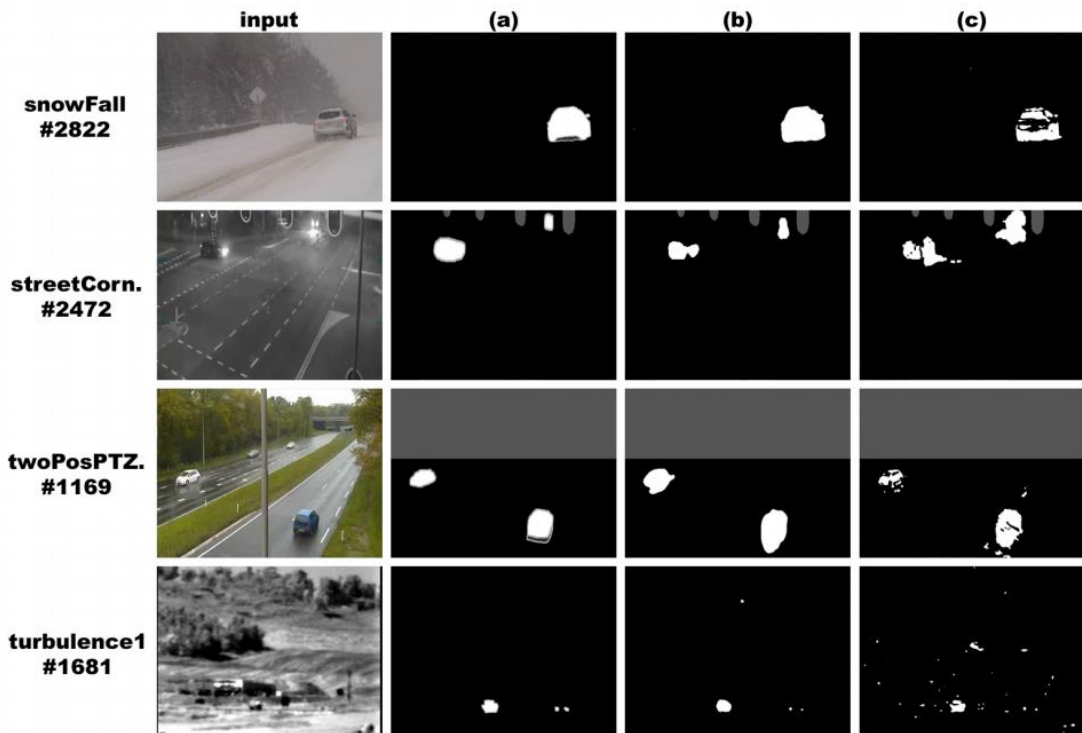 input (a) (b) (c)
snowFall
#2822
streetCorn.
#2472
twoPosPTZ.
#1169
turbulence1
#1681